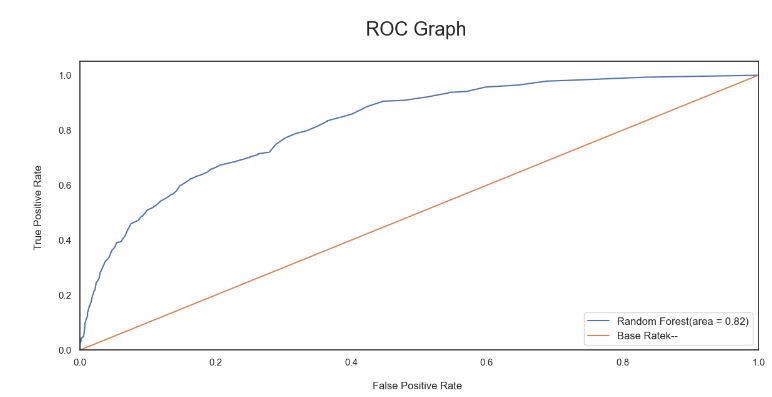 ROC Graph
1.0
0.8
0.6
0.4
0.2
0.0
True Positive Rate
Random Forest(area = 0.82)
Base Ratek--
0.0 0.2 0.4 0.6 0.8 1.0
False Positive Rate